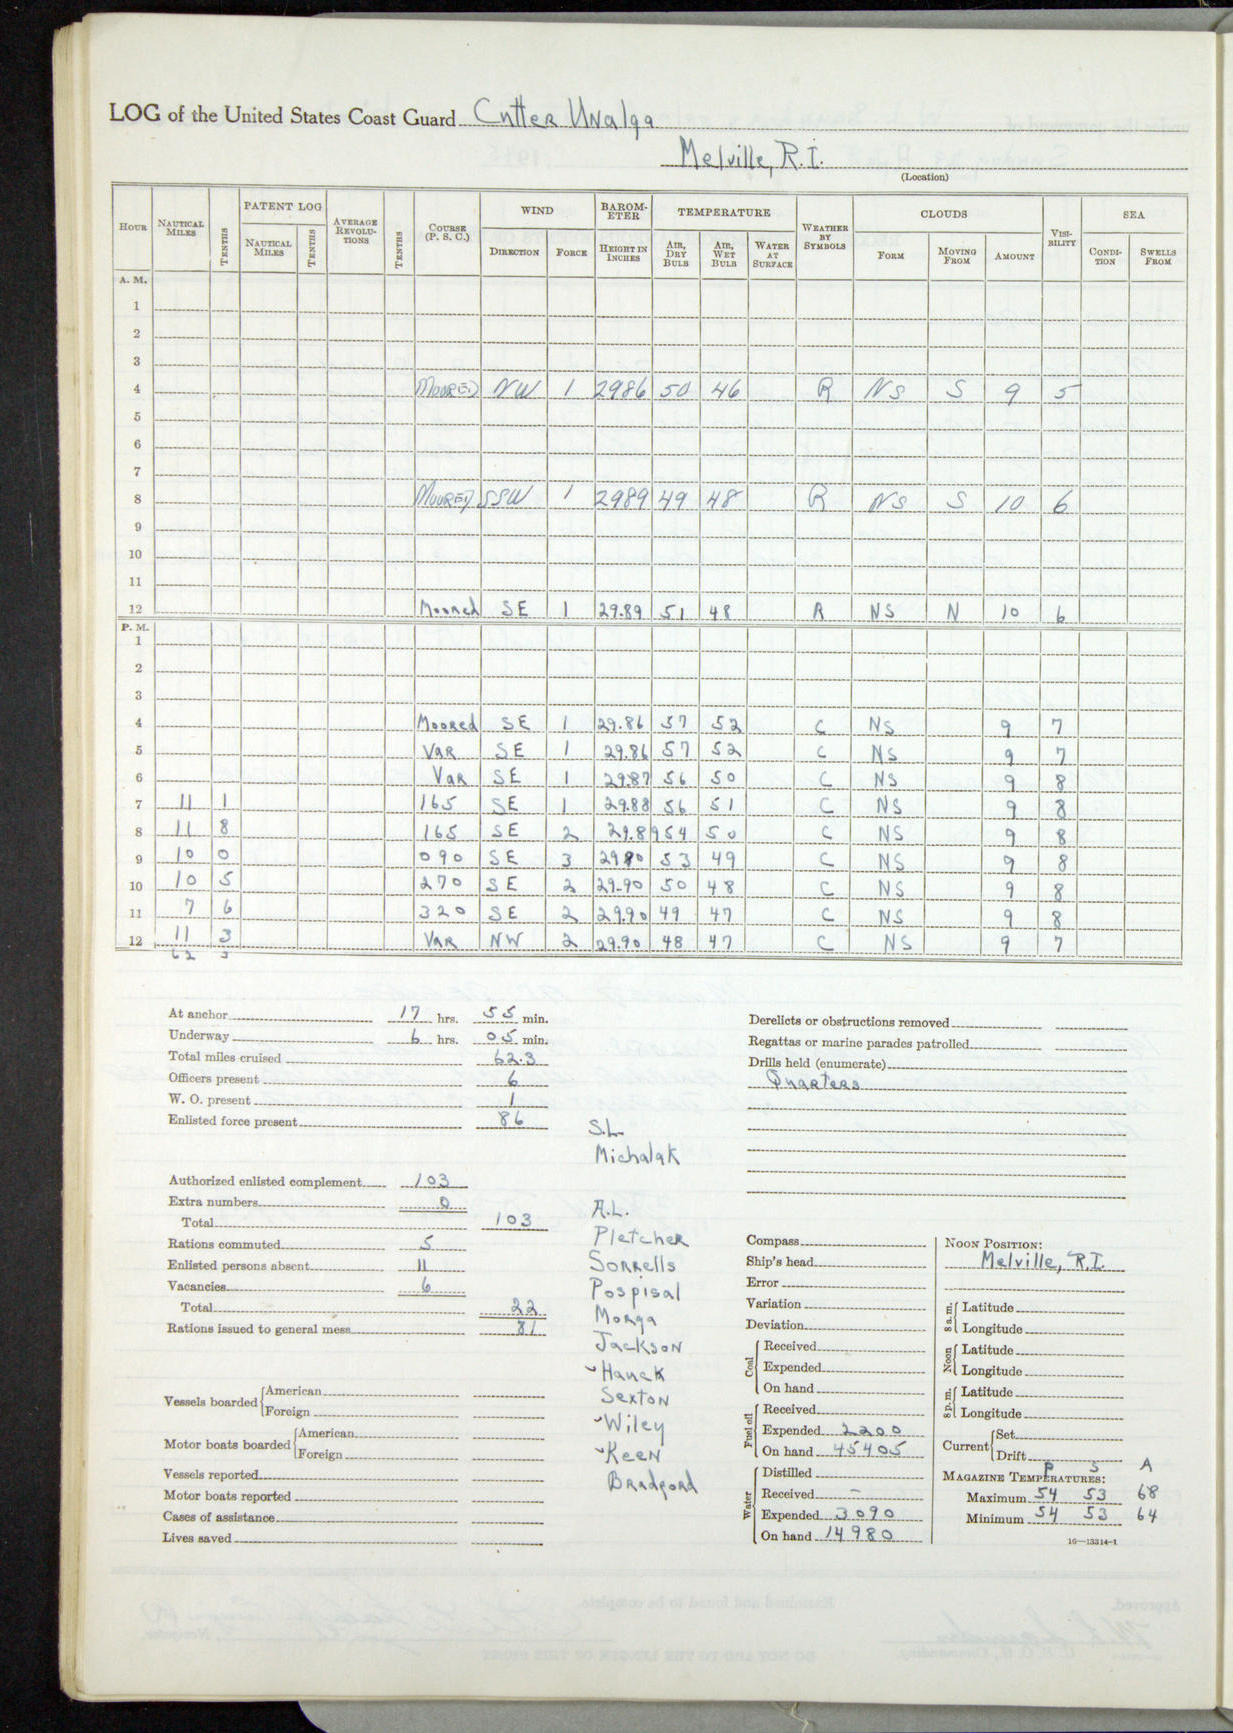 LOG of the United States Coast Guard Cutter Unalga
Melville, R.I.
(Location)
HOUR NAUTICAL MILES TENTHS PATENT LOG NAUTICAL MILES TENTHS AVERAGE REVOLUTIONS TENTHS COURSE (P. S. C.) WIND DIRECTION FORCE BAROMETER HEIGHT IN INCHES TEMPERATURE AIR, DRY BULB AIR, WET BULB WATER AT SURFACE WEATHER BY SYMBOLS CLOUDS FORM MOVING FROM AMOUNT VISIBILITY SEA CONDITION SWELLS FROM
A. M.
1
2
3
4 Moored NW 1 2986 50 46 R NS S 9 5
5
6
7
8 Moored SSW 1 2989 49 48 R NS S 10 6
9
10
11
12 Moored SE 1 29.89 51 48 R NS N 10 6
P. M.
1
2
3
4 Moored SE 1 29.86 57 52 C NS 9 7
5 Var SE 1 29.86 57 52 C NS 9 7
6 Var SE 1 29.87 56 50 C NS 9 8
7 11 1 165 SE 1 29.88 56 51 C NS 9 8
8 11 8 165 SE 2 29.89 54 50 C NS 9 8
9 10 0 090 SE 3 29.90 53 49 C NS 9 8
10 10 5 270 SE 2 29.90 50 48 C NS 9 8
11 7 6 320 SE 2 29.90 49 47 C NS 9 8
12 11 3 Var NW 2 29.90 48 47 C NS 9 7
62 3
At anchor 17 hrs. 55 min.
Underway 6 hrs. 05 min.
Total miles cruised 62.3
Officers present 6
W. O. present 1
Enlisted force present 86
Authorized enlisted complement 103
Extra numbers 0
Total 103
Rations commuted 5
Enlisted persons absent 11
Vacancies 6
Total 22
Rations issued to general mess 81
Vessels boarded American
Foreign
Motor boats boarded American
Foreign
Vessels reported
Motor boats reported
Cases of assistance
Lives saved
S.L.
Michalak
A.L.
Pletcher
Sorrells
Pospisal
Morga
Jackson
Hanek
Sexton
Wiley
Keen
Bradford
Derelicts or obstructions removed
Regattas or marine parades patrolled
Drills held (enumerate)
Quarters
Compass
Ship's head
Error
Variation
Deviation
Coal Received
Expended
On hand
Fuel oil Received
Expended 2200
On hand 45405
Water Distilled
Received -
Expended 3090
On hand 14980
NOON POSITION:
Melville, R.I.
8 a. m. Latitude
Longitude
Noon Latitude
Longitude
8 p. m. Latitude
Longitude
Current Set
Drift
P S A
MAGAZINE TEMPERATURES:
Maximum 54 53 68
Minimum 54 53 64
16—13314-1